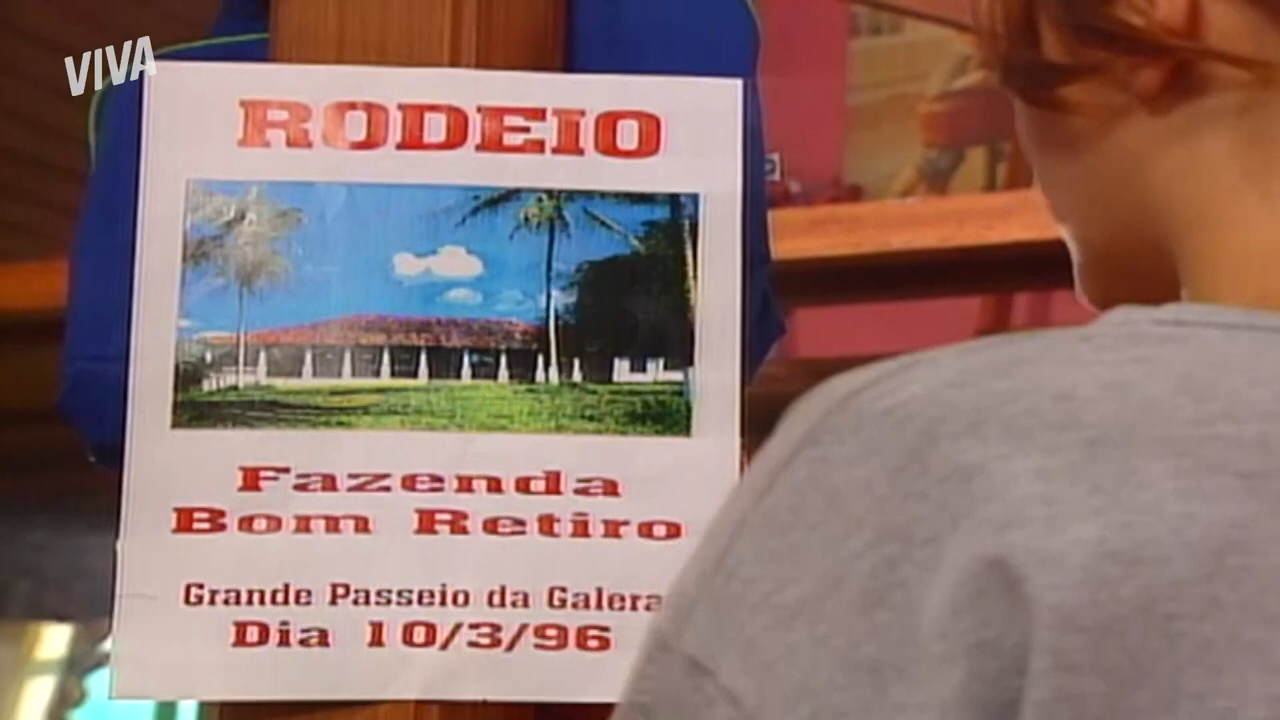 VIVA
RODEIO
Fazenda
Bom Retiro
Grande Passeio da Galera
Dia 10/3/96